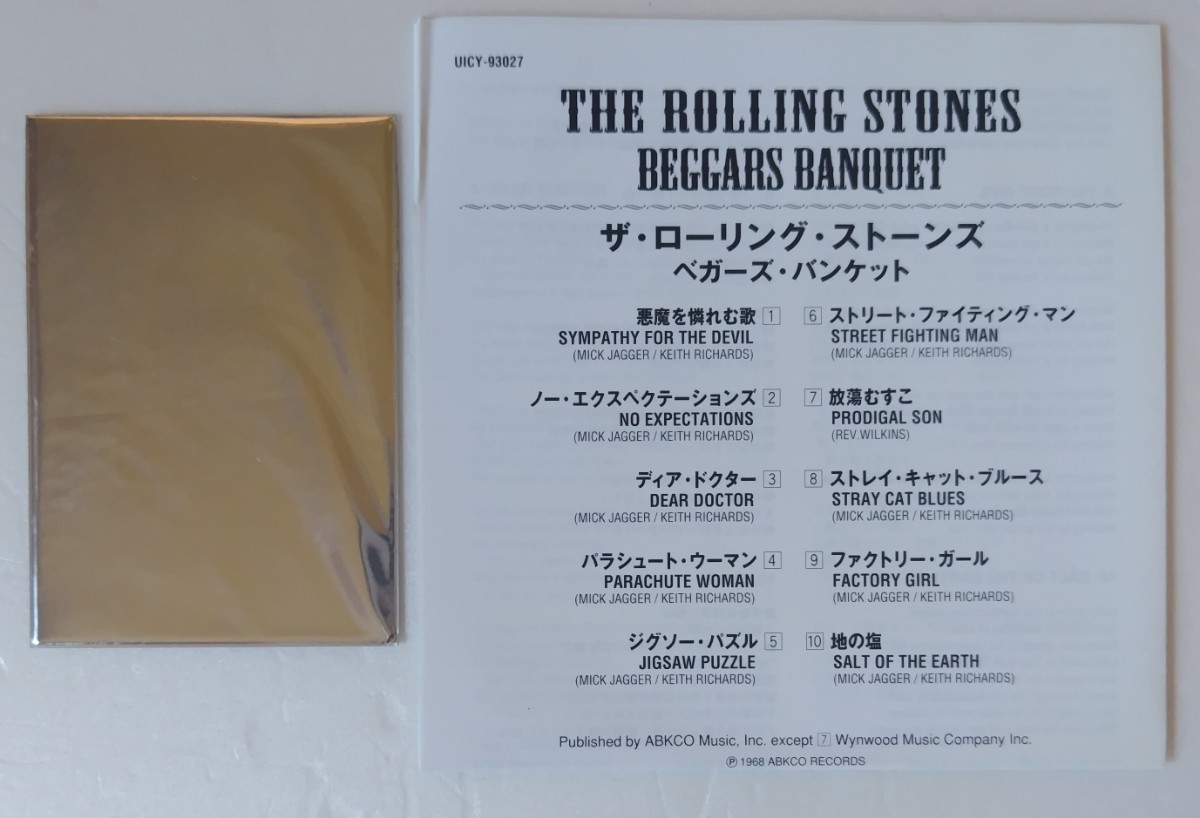 UICY-93027
THE ROLLING STONES
BEGGARS BANQUET
ザ・ローリング・ストーンズ
ベガーズ・バンケット
悪魔を憐れむ歌 1
SYMPATHY FOR THE DEVIL
(MICK JAGGER / KEITH RICHARDS)
ノー・エクスペクテーションズ 2
NO EXPECTATIONS
(MICK JAGGER / KEITH RICHARDS)
ディア・ドクター 3
DEAR DOCTOR
(MICK JAGGER / KEITH RICHARDS)
パラシュート・ウーマン 4
PARACHUTE WOMAN
(MICK JAGGER / KEITH RICHARDS)
ジグソー・パズル 5
JIGSAW PUZZLE
(MICK JAGGER / KEITH RICHARDS)
6 ストリート・ファイティング・マン
STREET FIGHTING MAN
(MICK JAGGER / KEITH RICHARDS)
7 放蕩むすこ
PRODIGAL SON
(REV.WILKINS)
8 ストレイ・キャット・ブルース
STRAY CAT BLUES
(MICK JAGGER / KEITH RICHARDS)
9 ファクトリー・ガール
FACTORY GIRL
(MICK JAGGER / KEITH RICHARDS)
10 地の塩
SALT OF THE EARTH
(MICK JAGGER / KEITH RICHARDS)
Published by ABKCO Music, Inc. except 7 Wynwood Music Company Inc.
℗ 1968 ABKCO RECORDS